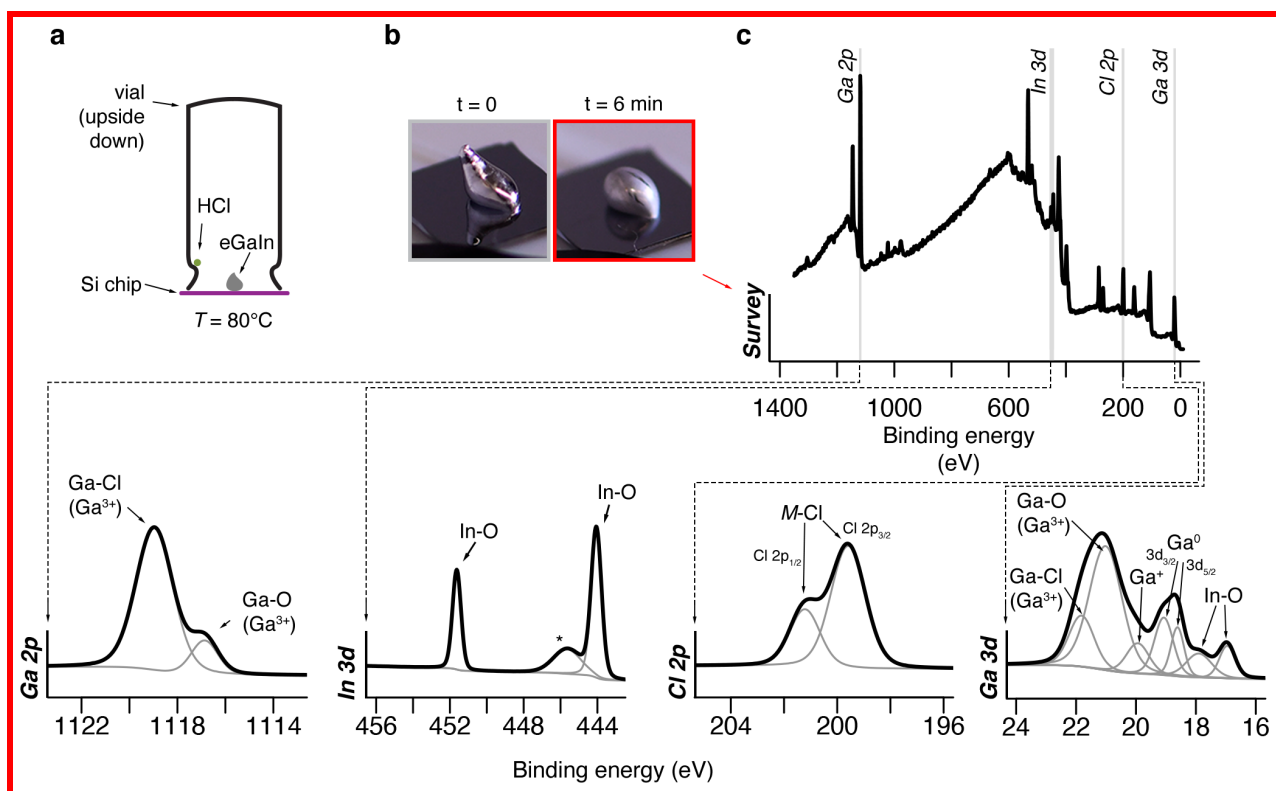 a
vial
(upside
down)
HCl
eGaIn
Si chip
T = 80°C
b
t = 0
t = 6 min
c
Ga 2p
In 3d
Cl 2p
Ga 3d
Survey
1400
1000
600
200
0
Binding energy
(eV)
Ga-Cl
(Ga³⁺)
Ga-O
(Ga³⁺)
Ga 2p
1122
1118
1114
In-O
In-O
*
In 3d
456
452
448
444
M-Cl
Cl 2p₁/₂
Cl 2p₃/₂
Cl 2p
204
200
196
Ga-O
(Ga³⁺)
Ga-Cl
(Ga³⁺)
Ga⁺
Ga⁰
3d₃/₂
3d₅/₂
In-O
Ga 3d
24
22
20
18
16
Binding energy (eV)